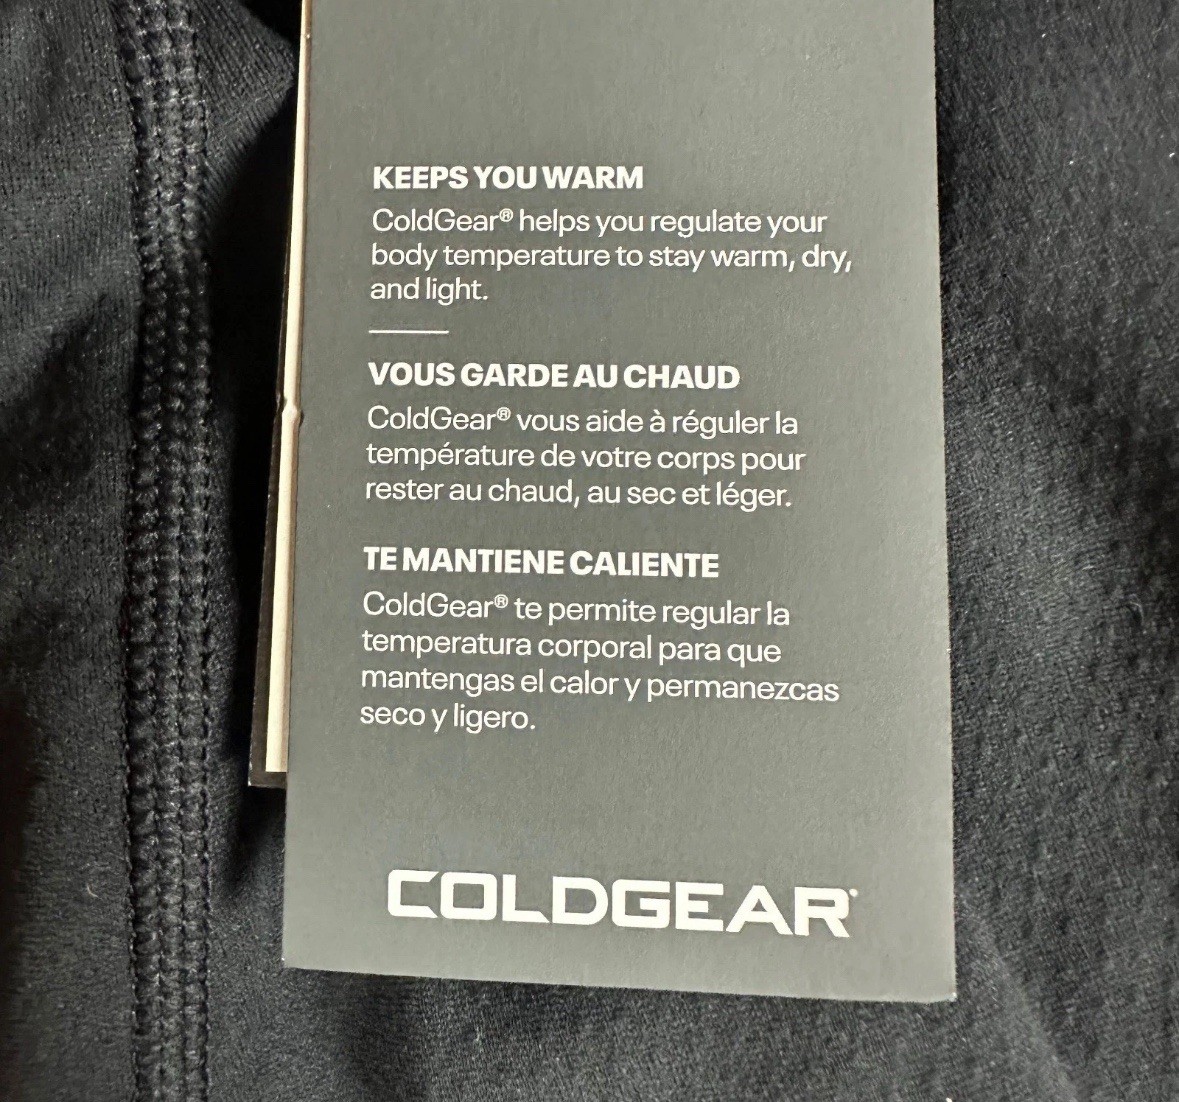 KEEPS YOU WARM
ColdGear® helps you regulate your
body temperature to stay warm, dry,
and light.
VOUS GARDE AU CHAUD
ColdGear® vous aide à réguler la
température de votre corps pour
rester au chaud, au sec et léger.
TE MANTIENE CALIENTE
ColdGear® te permite regular la
temperatura corporal para que
mantengas el calor y permanezcas
seco y ligero.
COLDGEAR®